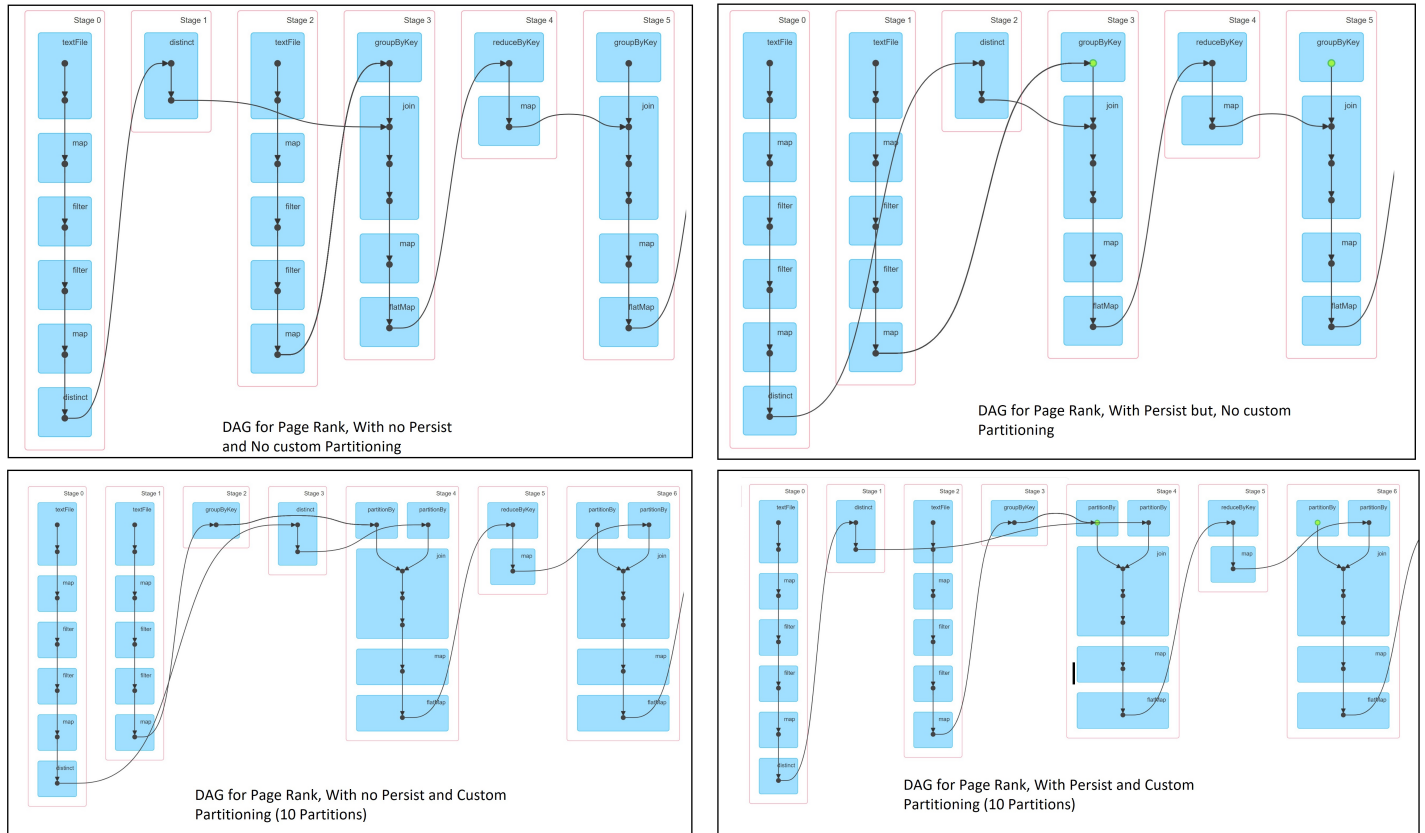 Stage 0
Stage 1
Stage 2
Stage 3
Stage 4
Stage 5
textFile
distinct
textFile
groupByKey
reduceByKey
groupByKey
join
map
join
map
map
filter
filter
filter
filter
map
map
map
map
flatMap
flatMap
distinct
DAG for Page Rank, With no Persist
and No custom Partitioning
Stage 0
Stage 1
Stage 2
Stage 3
Stage 4
Stage 5
textFile
textFile
distinct
groupByKey
reduceByKey
groupByKey
join
map
join
map
map
filter
filter
filter
filter
map
map
map
map
flatMap
flatMap
distinct
DAG for Page Rank, With Persist but, No custom
Partitioning
Stage 0
Stage 1
Stage 2
Stage 3
Stage 4
Stage 5
Stage 6
textFile
textFile
groupByKey
distinct
partitionBy
partitionBy
reduceByKey
partitionBy
partitionBy
join
map
join
map
map
filter
filter
filter
filter
map
map
map
map
flatMap
flatMap
distinct
DAG for Page Rank, With no Persist and Custom
Partitioning (10 Partitions)
Stage 0
Stage 1
Stage 2
Stage 3
Stage 4
Stage 5
Stage 6
textFile
distinct
textFile
groupByKey
partitionBy
partitionBy
reduceByKey
partitionBy
partitionBy
join
map
join
map
map
filter
filter
filter
filter
map
map
map
map
flatMap
flatMap
distinct
DAG for Page Rank, With Persist and Custom
Partitioning (10 Partitions)